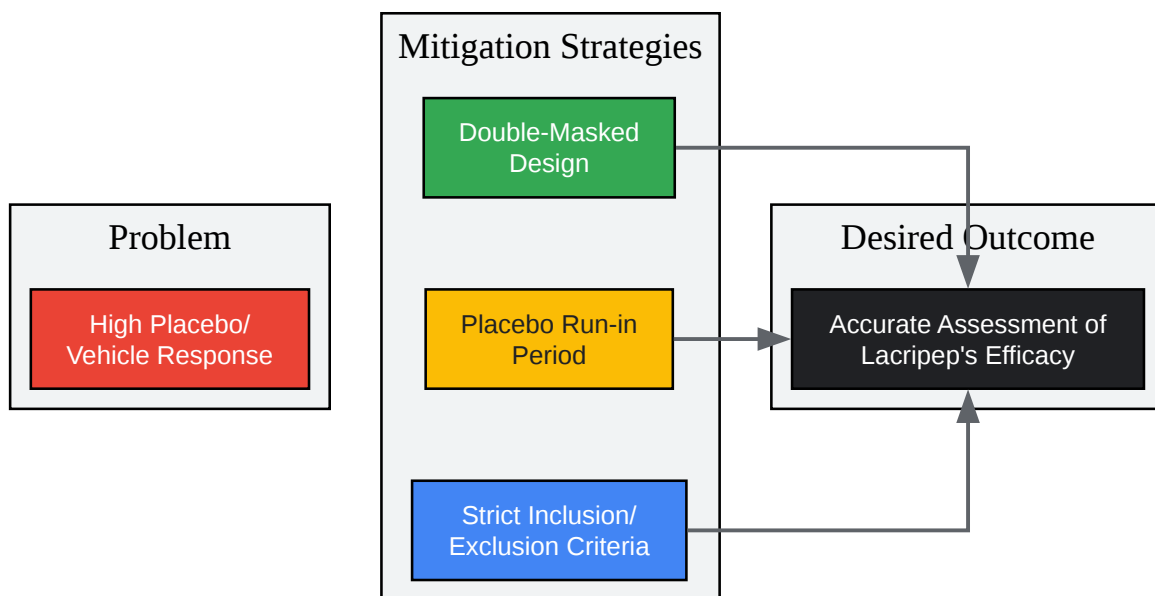 Problem
High Placebo/
Vehicle Response
Mitigation Strategies
Double-Masked
Design
Placebo Run-in
Period
Strict Inclusion/
Exclusion Criteria
Desired Outcome
Accurate Assessment of
Lacripep's Efficacy